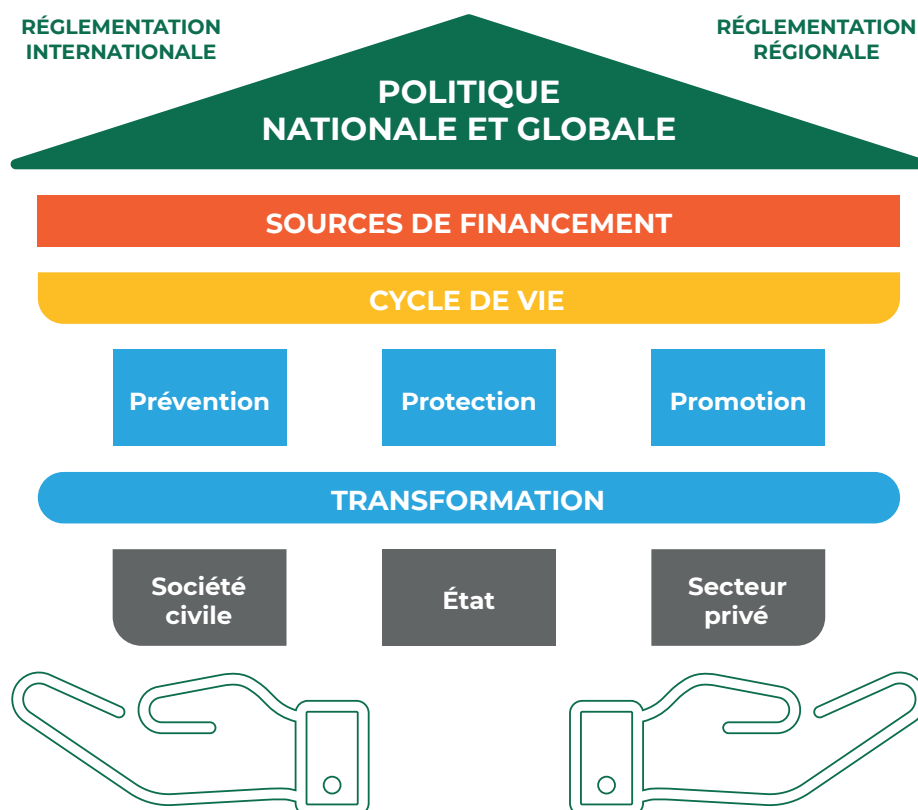 RÉGLEMENTATION
INTERNATIONALE
RÉGLEMENTATION
RÉGIONALE
POLITIQUE
NATIONALE ET GLOBALE
SOURCES DE FINANCEMENT
CYCLE DE VIE
Prévention
Protection
Promotion
TRANSFORMATION
Société
civile
État
Secteur
privé